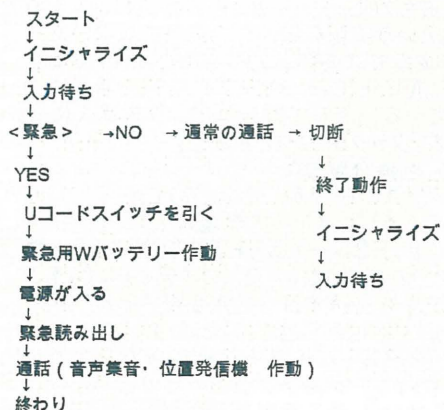 スタート
↓
イニシャライズ
↓
入力待ち
↓
<緊急> →NO → 通常の通話 → 切断
↓
YES
↓
Uコードスイッチを引く
↓
緊急用Wバッテリー作動
↓
電源が入る
↓
緊急読み出し
↓
通話（音声集音・位置発信機　作動）
↓
終わり
↓
終了動作
↓
イニシャライズ
↓
入力待ち